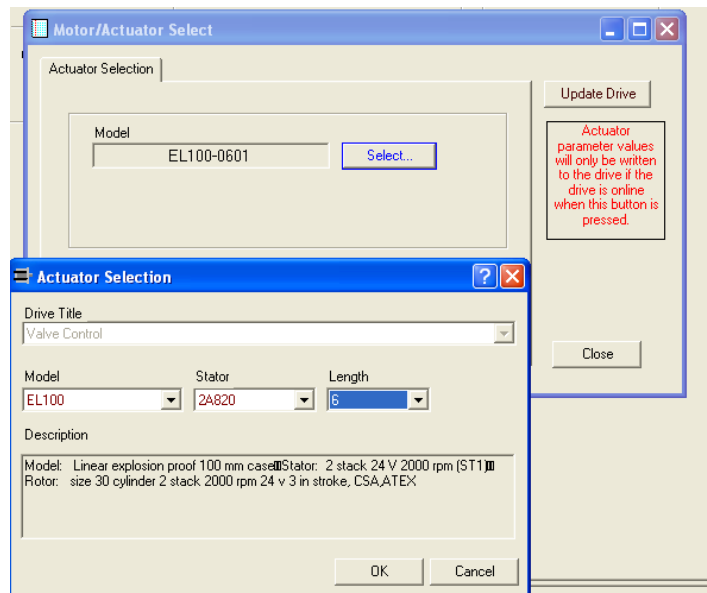 Motor/Actuator Select
Actuator Selection
Update Drive
Model
EL100-0601
Select...
Actuator
parameter values
will only be written
to the drive if the
drive is online
when this button is
pressed.
Actuator Selection
Drive Title
Valve Control
Close
Model
Stator
Length
EL100
2A820
6
Description
Model: Linear explosion proof 100 mm case Stator: 2 stack 24 V 2000 rpm (ST1)
Rotor: size 30 cylinder 2 stack 2000 rpm 24 v 3 in stroke, CSA,ATEX
OK
Cancel